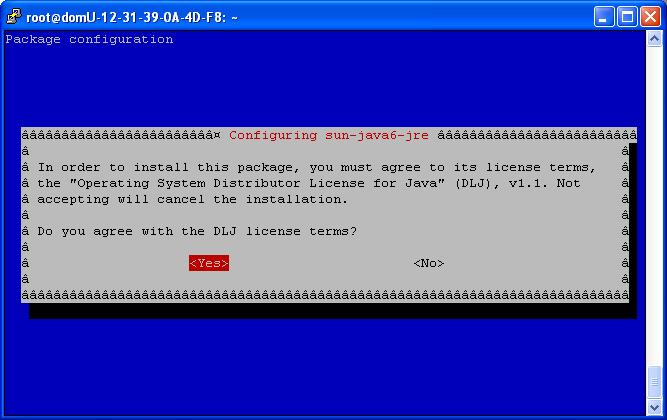 root@domU-12-31-39-0A-4D-F8: ~
Package configuration
âââââââââââââââââââââââââ¤ Configuring sun-java6-jre âââââââââââââââââââââââââ
â â
â In order to install this package, you must agree to its license terms, â
â the "Operating System Distributor License for Java" (DLJ), v1.1. Not â
â accepting will cancel the installation. â
â â
â Do you agree with the DLJ license terms? â
â â
â <Yes> <No> â
â â
âââââââââââââââââââââââââââââââââââââââââââââââââââââââââââââââââââââââââââââ